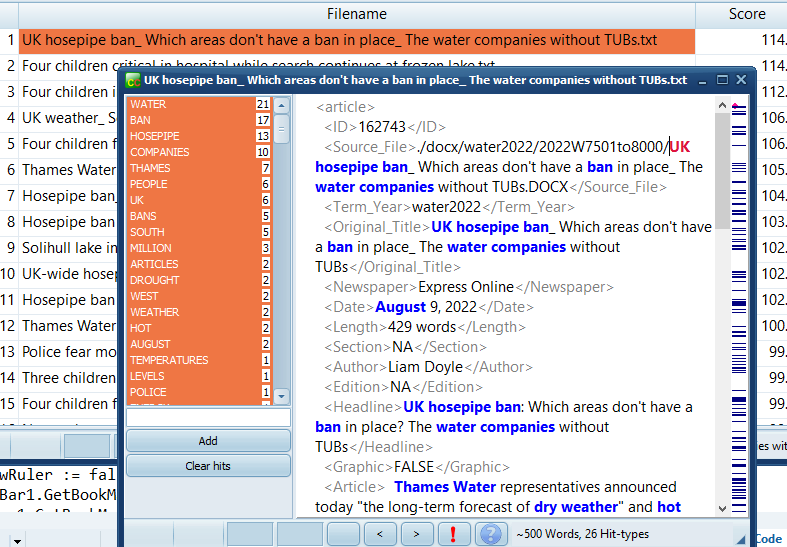 Filename Score
1 UK hosepipe ban_ Which areas don't have a ban in place_ The water companies without TUBs.txt 114.
2 Four children critical in hospital while search continues at frozen lake.txt 114.
3 Four children i 112.
4 UK weather_ S 106.
5 Four children f 106.
6 Thames Water 106.
7 Hosepipe ban_ 104.
8 Hosepipe ban 104.
9 Solihull lake in 102.
10 UK-wide hosep 102.
11 Hosepipe ban 102.
12 Thames Water 100.
13 Police fear mo 99.
14 Three children 99.
15 Four children f 99.
UK hosepipe ban_ Which areas don't have a ban in place_ The water companies without TUBs.txt
WATER 21
BAN 17
HOSEPIPE 13
COMPANIES 10
THAMES 7
PEOPLE 6
UK 6
BANS 5
SOUTH 5
MILLION 3
ARTICLES 2
DROUGHT 2
WEST 2
WEATHER 2
HOT 2
AUGUST 2
TEMPERATURES 1
LEVELS 1
POLICE 1
Add
Clear hits
<article>
<ID>162743</ID>
<Source_File>./docx/water2022/2022W7501to8000/UK
hosepipe ban_ Which areas don't have a ban in place_ The
water companies without TUBs.DOCX</Source_File>
<Term_Year>water2022</Term_Year>
<Original_Title>UK hosepipe ban_ Which areas don't have
a ban in place_ The water companies without
TUBs</Original_Title>
<Newspaper>Express Online</Newspaper>
<Date>August 9, 2022</Date>
<Length>429 words</Length>
<Section>NA</Section>
<Author>Liam Doyle</Author>
<Edition>NA</Edition>
<Headline>UK hosepipe ban: Which areas don't have a
ban in place? The water companies without
TUBs</Headline>
<Graphic>FALSE</Graphic>
<Article> Thames Water representatives announced
today "the long-term forecast of dry weather" and hot
< > ! ? ~500 Words, 26 Hit-types
es wit
wRuler := fal
Bar1.GetBookM
Code